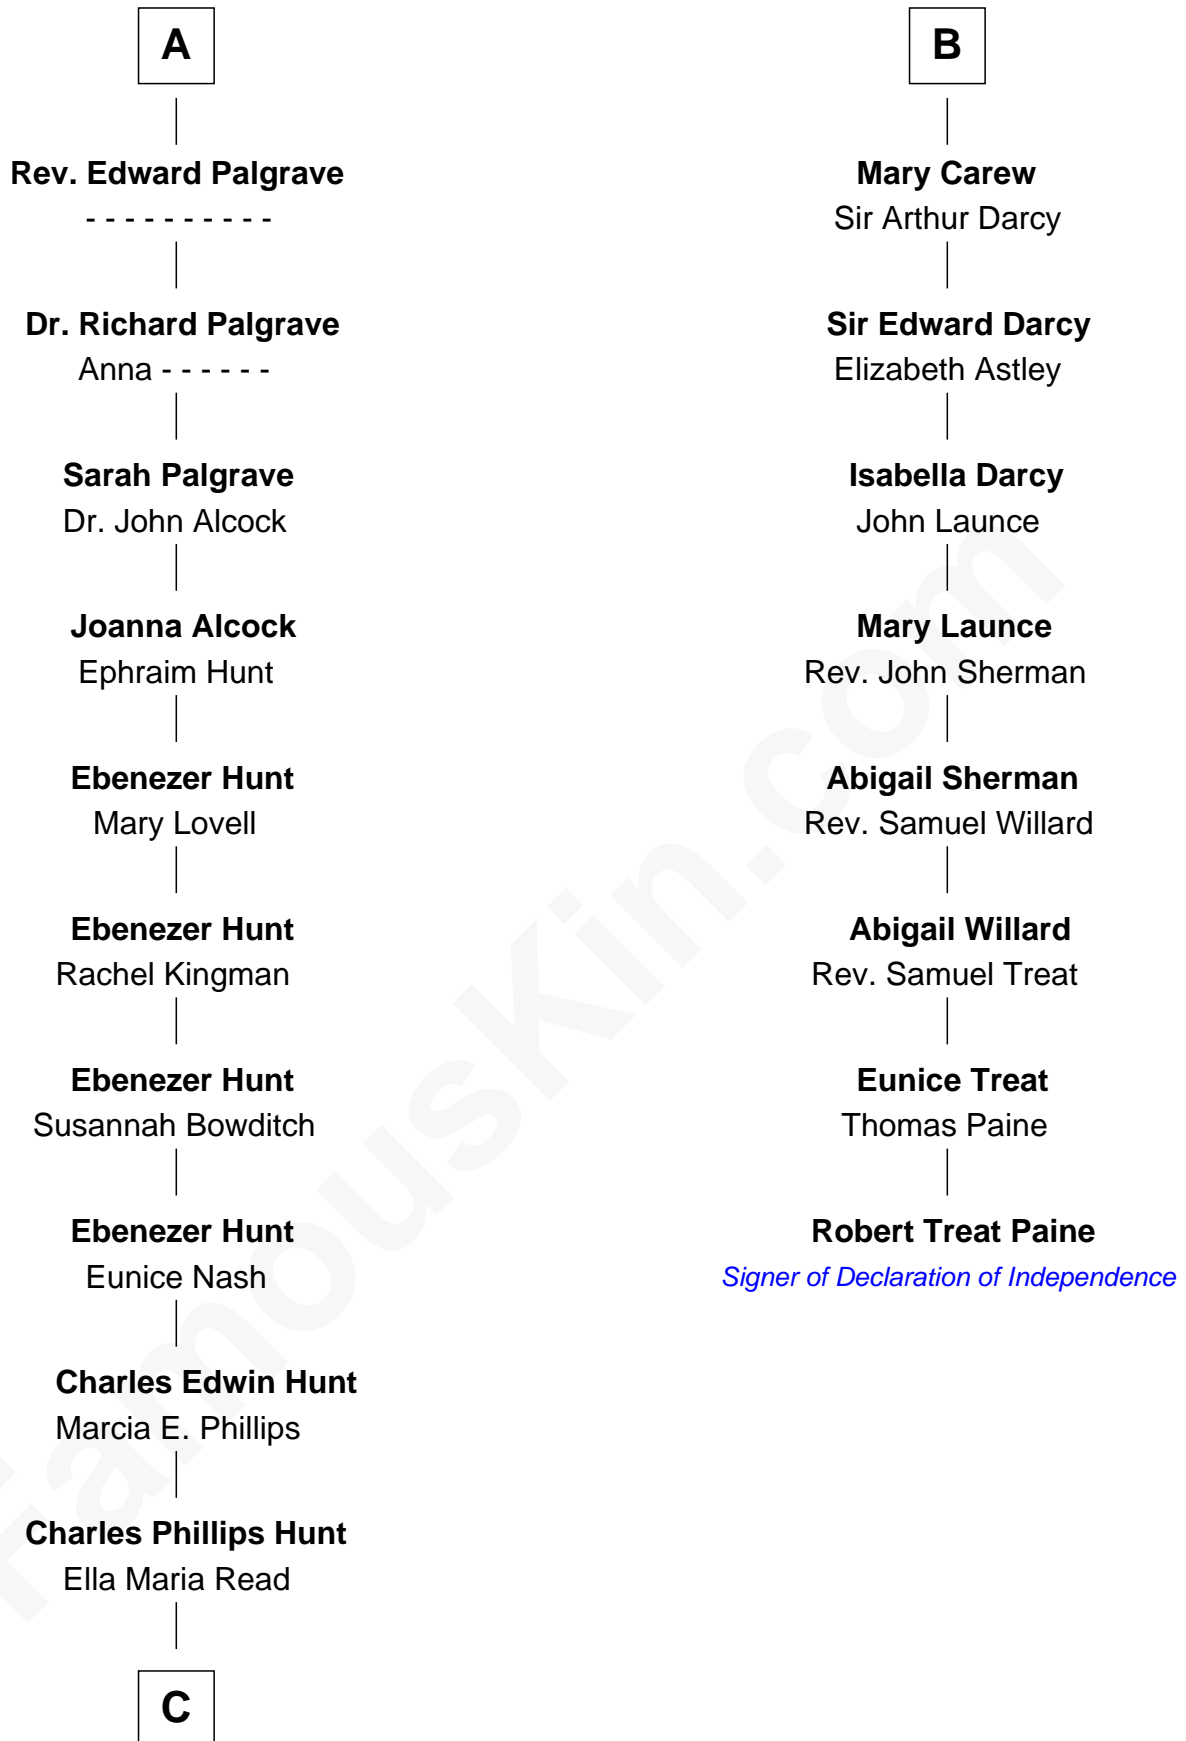 A
Rev. Edward Palgrave
- - - - - - - - - -
Dr. Richard Palgrave
Anna - - - - - -
Sarah Palgrave
Dr. John Alcock
Joanna Alcock
Ephraim Hunt
Ebenezer Hunt
Mary Lovell
Ebenezer Hunt
Rachel Kingman
Ebenezer Hunt
Susannah Bowditch
Ebenezer Hunt
Eunice Nash
Charles Edwin Hunt
Marcia E. Phillips
Charles Phillips Hunt
Ella Maria Read
C
B
Mary Carew
Sir Arthur Darcy
Sir Edward Darcy
Elizabeth Astley
Isabella Darcy
John Launce
Mary Launce
Rev. John Sherman
Abigail Sherman
Rev. Samuel Willard
Abigail Willard
Rev. Samuel Treat
Eunice Treat
Thomas Paine
Robert Treat Paine
Signer of Declaration of Independence
FamousKin.com